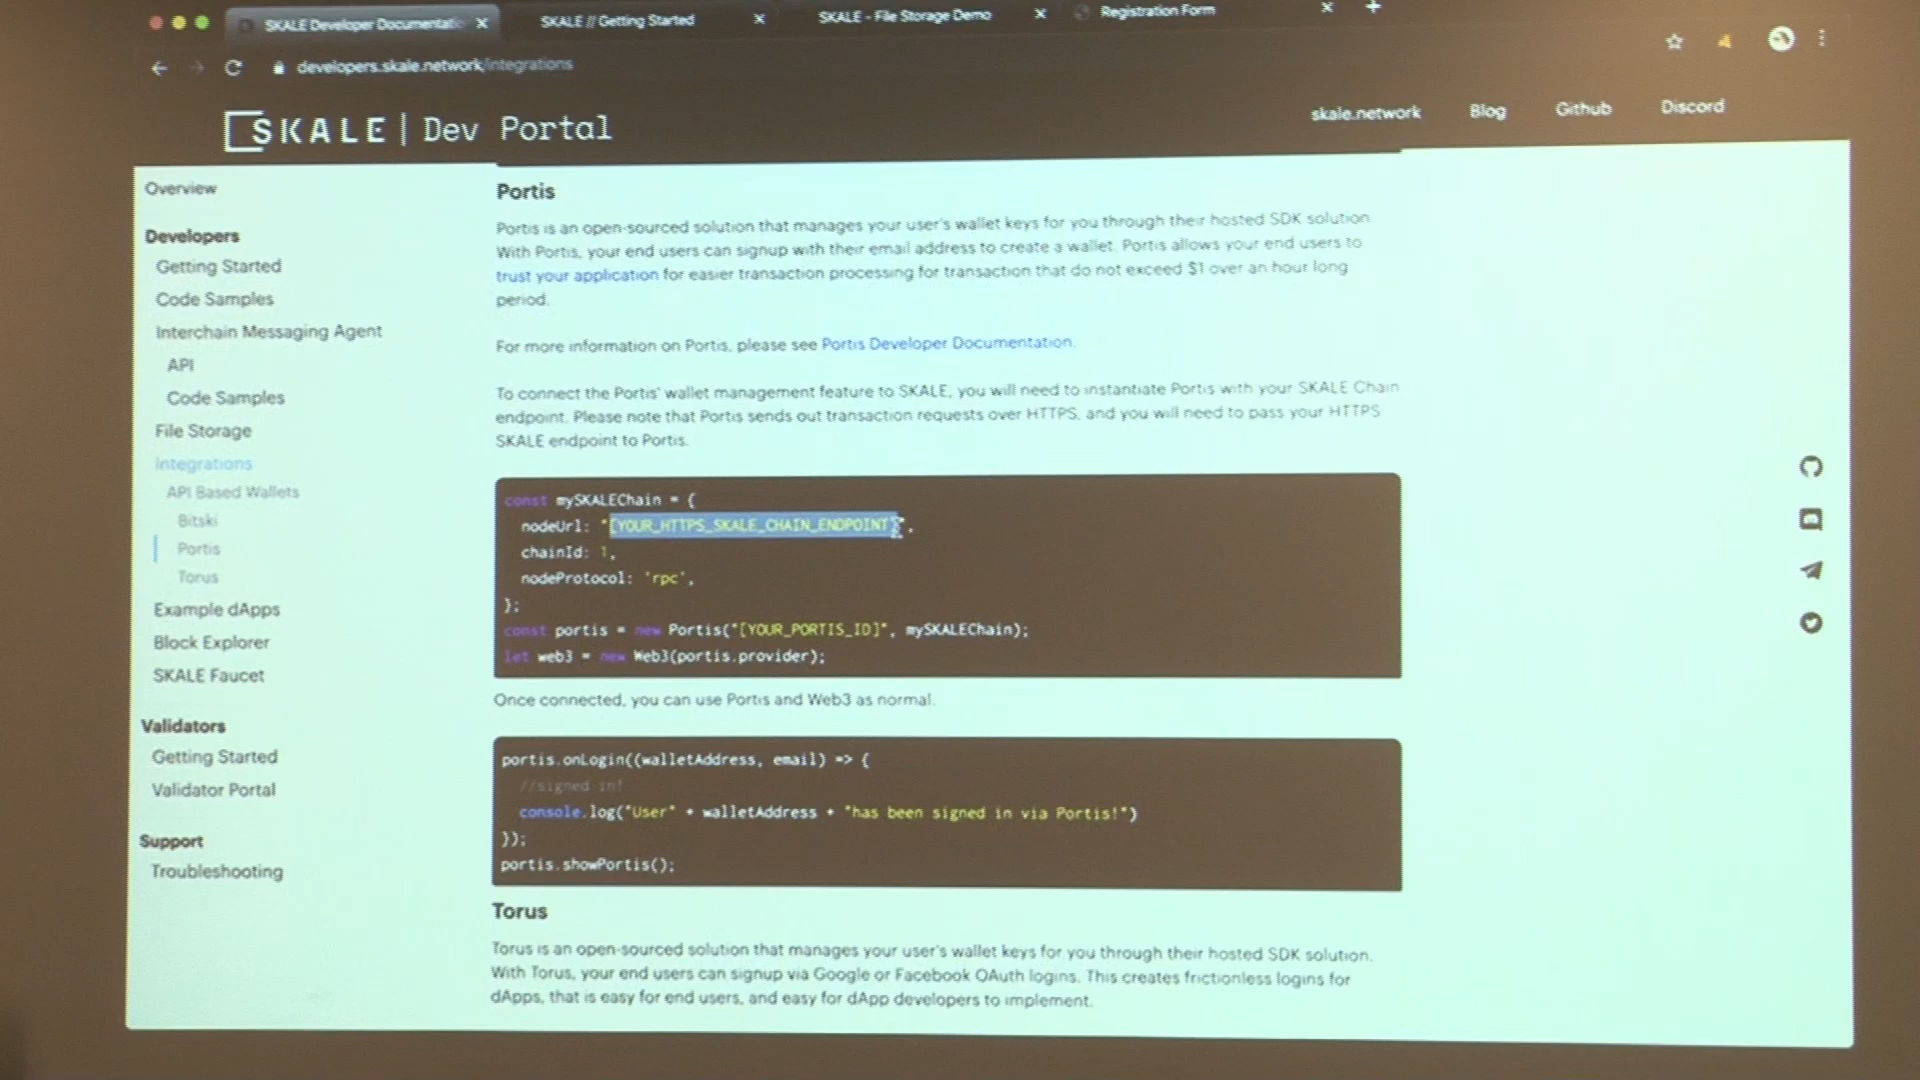 SKALE Developer Documentatic
SKALE // Getting Started
SKALE - File Storage Demo
Registration Form
developers.skale.network/integrations
SKALE | Dev Portal
skale.network
Blog
Github
Discord
Overview
Developers
Getting Started
Code Samples
Interchain Messaging Agent
API
Code Samples
File Storage
Integrations
API Based Wallets
Bitski
Portis
Torus
Example dApps
Block Explorer
SKALE Faucet
Validators
Getting Started
Validator Portal
Support
Troubleshooting
Portis
Portis is an open-sourced solution that manages your user's wallet keys for you through their hosted SDK solution.
With Portis, your end users can signup with their email address to create a wallet. Portis allows your end users to
trust your application for easier transaction processing for transaction that do not exceed $1 over an hour long
period.
For more information on Portis, please see Portis Developer Documentation.
To connect the Portis' wallet management feature to SKALE, you will need to instantiate Portis with your SKALE Chain
endpoint. Please note that Portis sends out transaction requests over HTTPS, and you will need to pass your HTTPS
SKALE endpoint to Portis.
const mySKALEChain = {
nodeUrl: "[YOUR_HTTPS_SKALE_CHAIN_ENDPOINT]",
chainId: 1,
nodeProtocol: 'rpc',
};
const portis = new Portis("[YOUR_PORTIS_ID]", mySKALEChain);
let web3 = new Web3(portis.provider);
Once connected, you can use Portis and Web3 as normal.
portis.onLogin((walletAddress, email) => {
//signed in!
console.log("User" + walletAddress + "has been signed in via Portis!")
});
portis.showPortis();
Torus
Torus is an open-sourced solution that manages your user's wallet keys for you through their hosted SDK solution.
With Torus, your end users can signup via Google or Facebook OAuth logins. This creates frictionless logins for
dApps, that is easy for end users, and easy for dApp developers to implement.